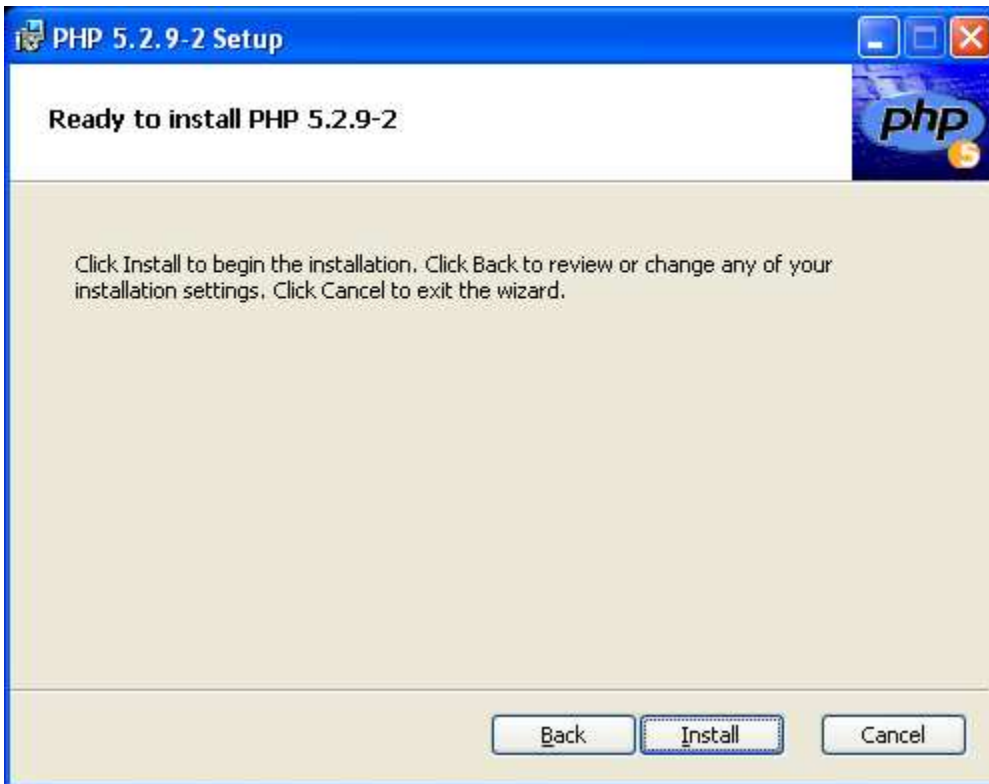 PHP 5.2.9-2 Setup
Ready to install PHP 5.2.9-2
php
5
Click Install to begin the installation. Click Back to review or change any of your
installation settings. Click Cancel to exit the wizard.
Back
Install
Cancel